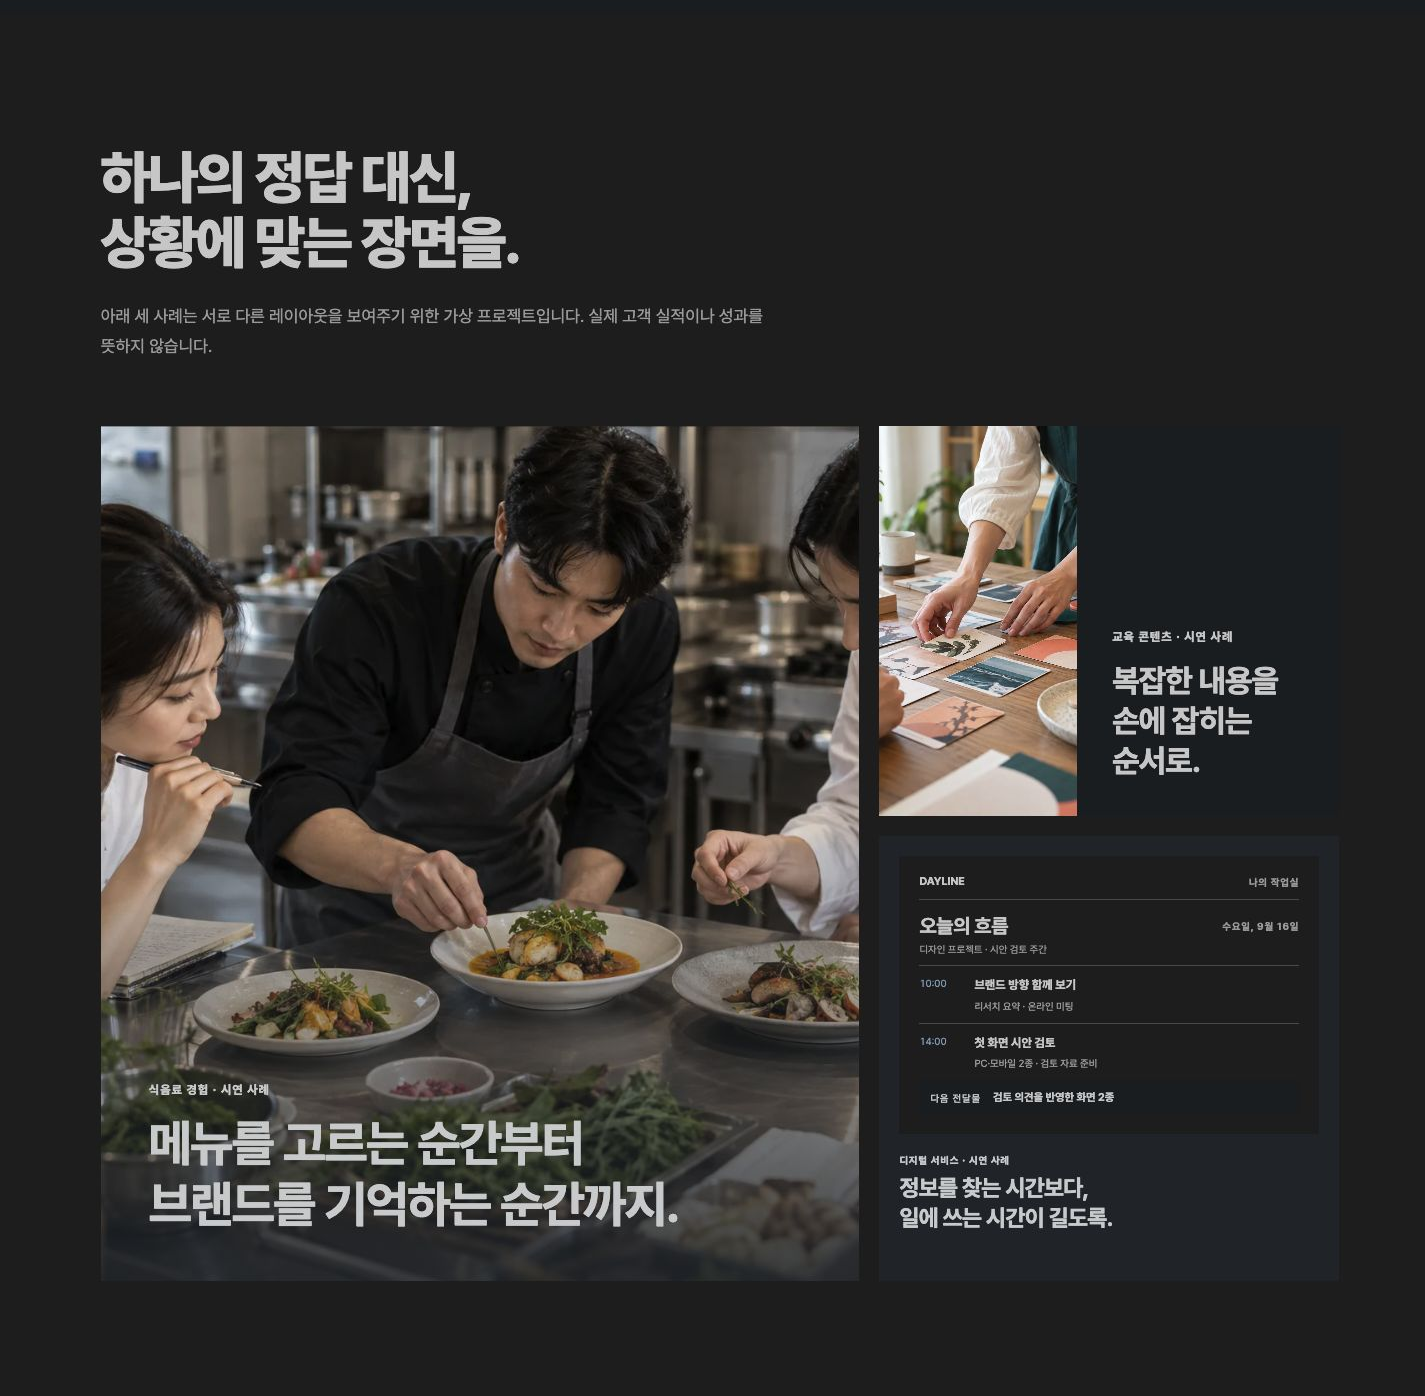 하나의 정답 대신,
상황에 맞는 장면을.
아래 세 사례는 서로 다른 레이아웃을 보여주기 위한 가상 프로젝트입니다. 실제 고객 실적이나 성과를
뜻하지 않습니다.
식음료 경험 · 시연 사례
메뉴를 고르는 순간부터
브랜드를 기억하는 순간까지.
교육 콘텐츠 · 시연 사례
복잡한 내용을
손에 잡히는
순서로.
DAYLINE 나의 작업실
오늘의 흐름 수요일, 9월 16일
디자인 프로젝트 · 시안 검토 주간
10:00 브랜드 방향 함께 보기
리서치 요약 · 온라인 미팅
14:00 첫 화면 시안 검토
PC·모바일 2종 · 검토 자료 준비
다음 전달물 검토 의견을 반영한 화면 2종
디지털 서비스 · 시연 사례
정보를 찾는 시간보다,
일에 쓰는 시간이 길도록.